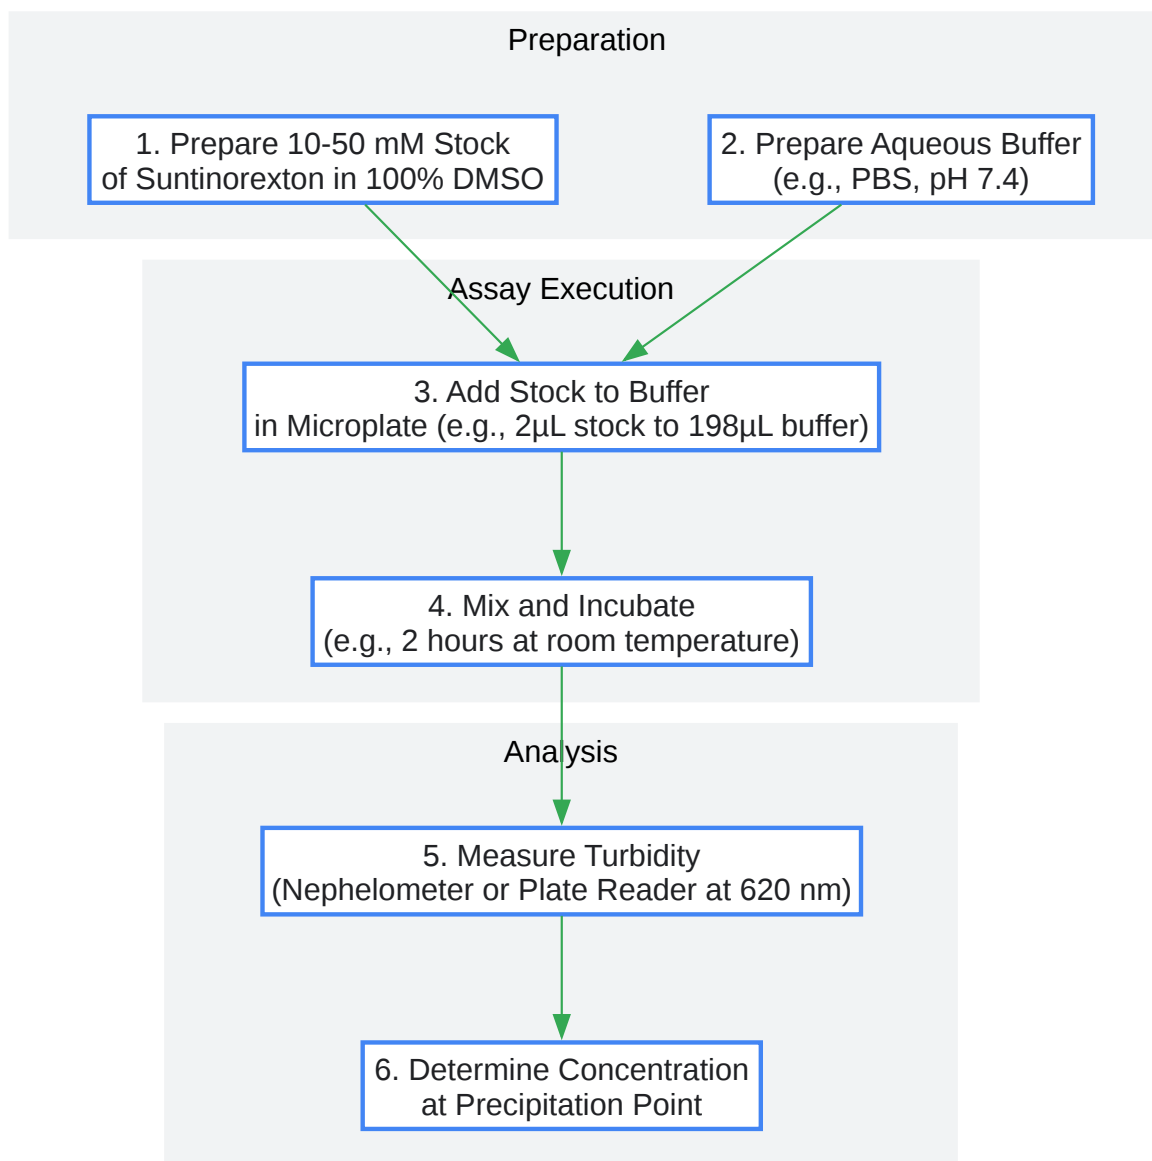 Preparation
1. Prepare 10-50 mM Stock
of Suntinorexton in 100% DMSO
2. Prepare Aqueous Buffer
(e.g., PBS, pH 7.4)
Assay Execution
3. Add Stock to Buffer
in Microplate (e.g., 2µL stock to 198µL buffer)
4. Mix and Incubate
(e.g., 2 hours at room temperature)
Analysis
5. Measure Turbidity
(Nephelometer or Plate Reader at 620 nm)
6. Determine Concentration
at Precipitation Point